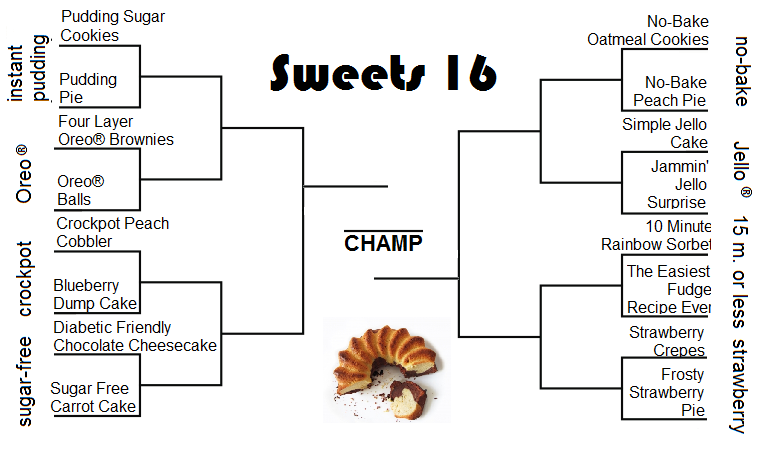 Sweets 16
instant
pudding
Pudding Sugar
Cookies
Pudding
Pie
Oreo®
Four Layer
Oreo® Brownies
Oreo®
Balls
crockpot
Crockpot Peach
Cobbler
Blueberry
Dump Cake
sugar-free
Diabetic Friendly
Chocolate Cheesecake
Sugar Free
Carrot Cake
CHAMP
no-bake
No-Bake
Oatmeal Cookies
No-Bake
Peach Pie
Jello®
Simple Jello
Cake
Jammin'
Jello
Surprise
15 m. or less
10 Minute
Rainbow Sorbet
The Easiest
Fudge
Recipe Ever
strawberry
Strawberry
Crepes
Frosty
Strawberry
Pie